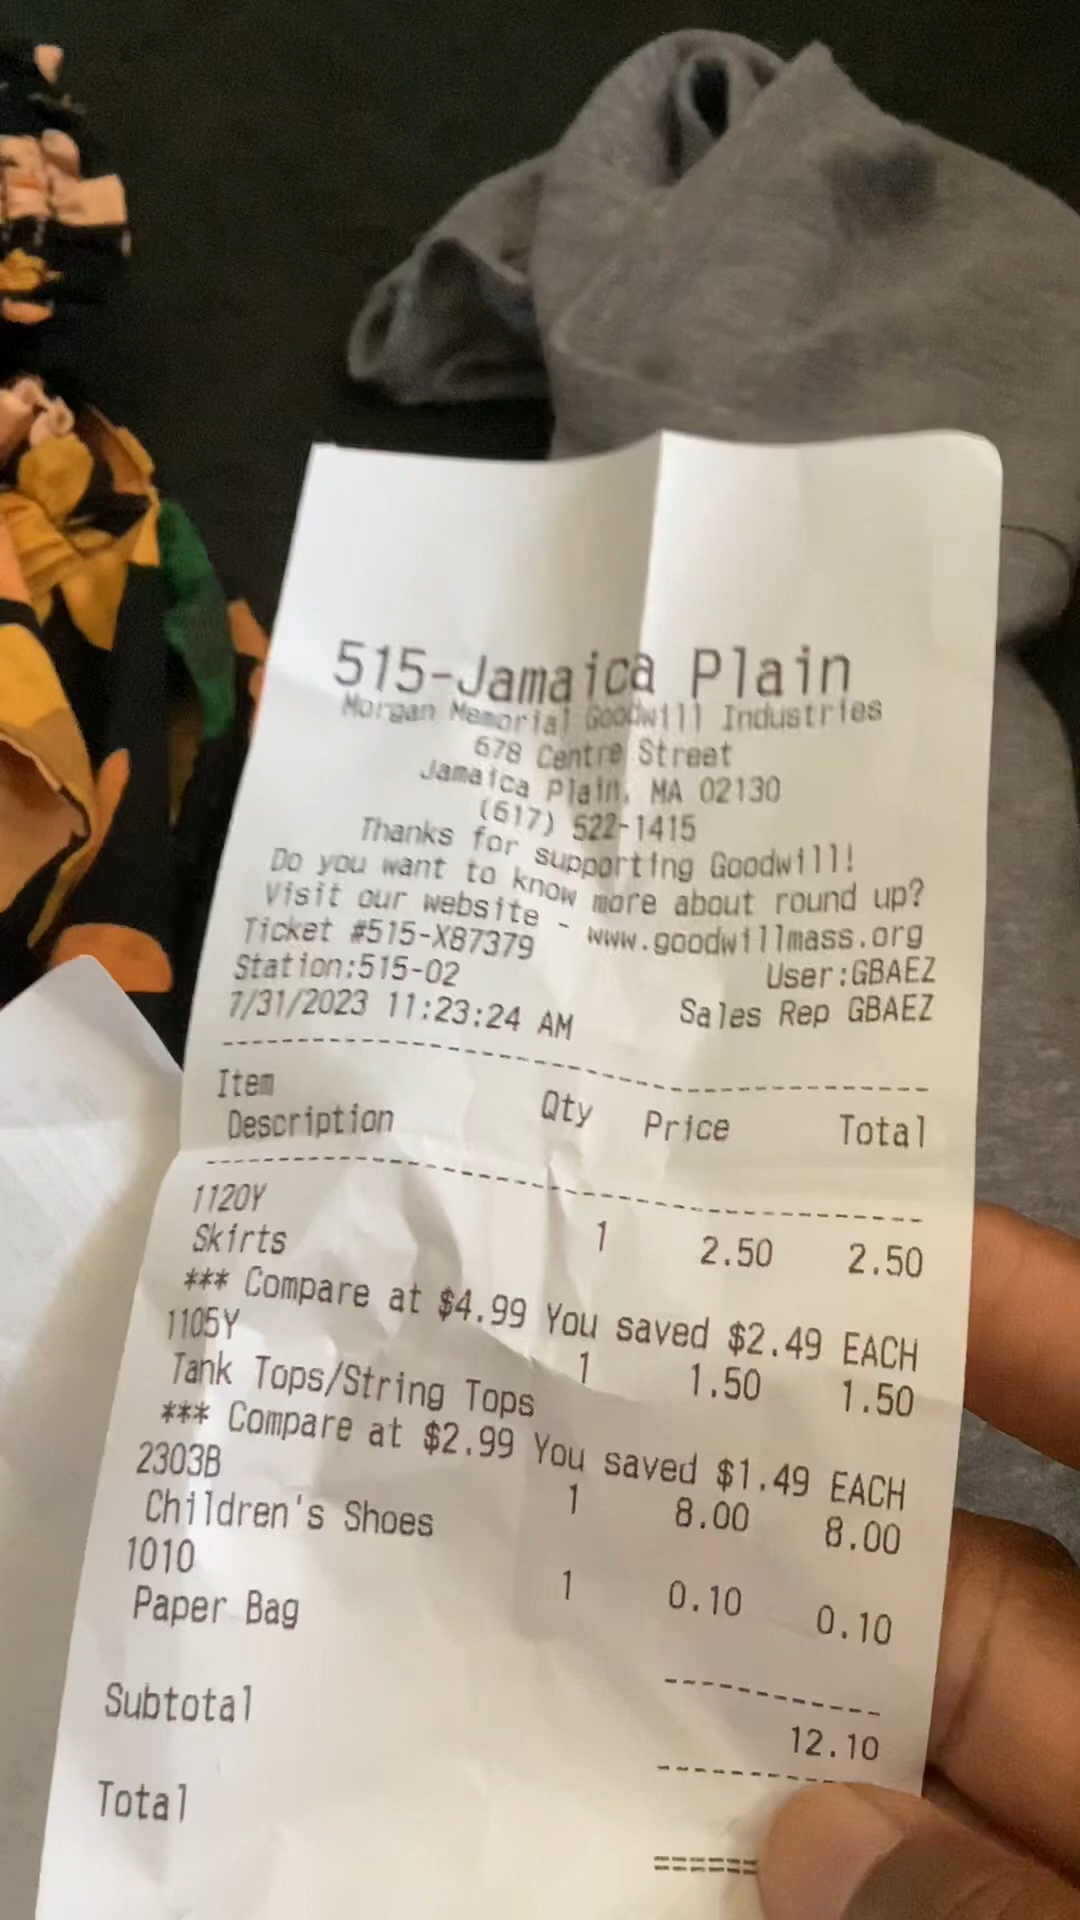 515-Jamaica Plain
Morgan Memorial Goodwill Industries
678 Centre Street
Jamaica Plain, MA 02130
(617) 522-1415
Thanks for supporting Goodwill!
Do you want to know more about round up?
Visit our website - www.goodwillmass.org
Ticket #515-X87379
Station:515-02 User:GBAEZ
7/31/2023 11:23:24 AM Sales Rep GBAEZ
Item
Description Qty Price Total
1120Y
Skirts 1 2.50 2.50
*** Compare at $4.99 You saved $2.49 EACH
1105Y
Tank Tops/String Tops 1 1.50 1.50
*** Compare at $2.99 You saved $1.49 EACH
2303B
Children's Shoes 1 8.00 8.00
1010
Paper Bag 1 0.10 0.10
Subtotal 12.10
Total